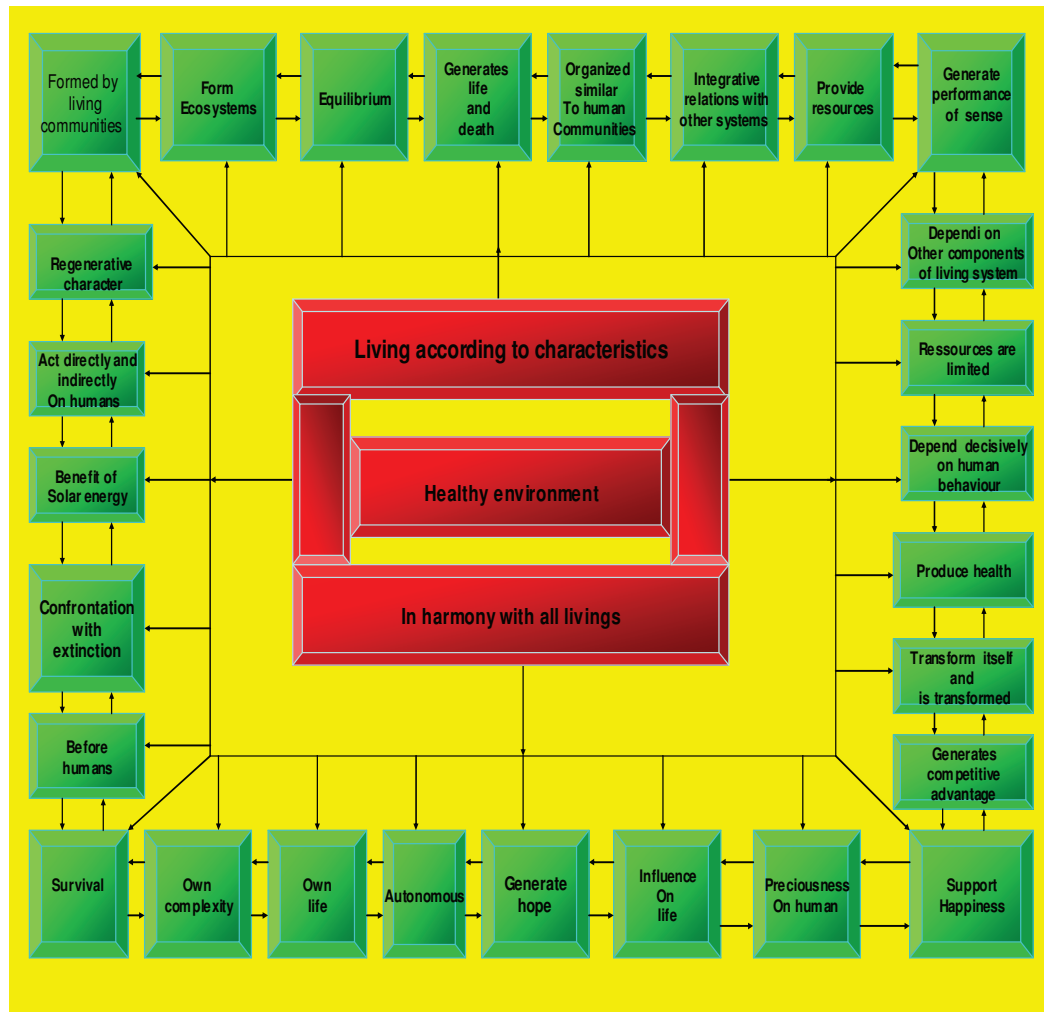 Formed by
living
communities
Form
Ecosystems
Equilibrium
Generates
life
and
death
Organized
similar
To human
Communities
Integrative
relations with
other systems
Provide
resources
Generate
performance
of sense
Regenerative
character
Act directly and
indirectly
On humans
Benefit of
Solar energy
Confrontation
with
extinction
Before
humans
Living according to characteristics
Healthy environment
In harmony with all livings
Dependi on
Other components
of living system
Ressources are
limited
Depend decisively
on human
behaviour
Produce health
Transform itself
and
is transformed
Generates
competitive
advantage
Survival
Own
complexity
Own
life
Autonomous
Generate
hope
Influence
On
life
Preciousness
On human
Support
Happiness